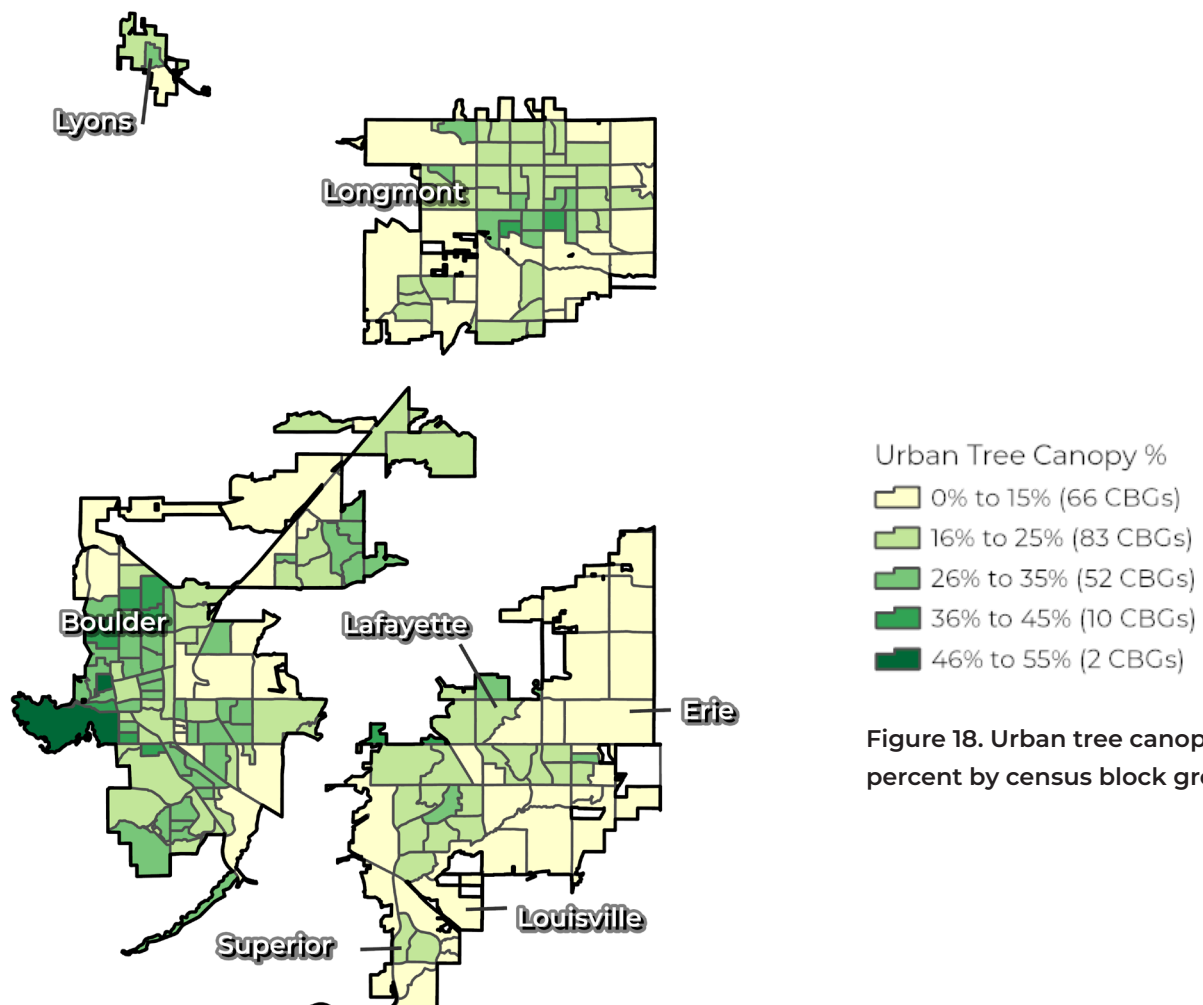 Lyons
Longmont
Boulder
Lafayette
Erie
Louisville
Superior
Urban Tree Canopy %
0% to 15% (66 CBGs)
16% to 25% (83 CBGs)
26% to 35% (52 CBGs)
36% to 45% (10 CBGs)
46% to 55% (2 CBGs)
Figure 18. Urban tree canop
percent by census block gr